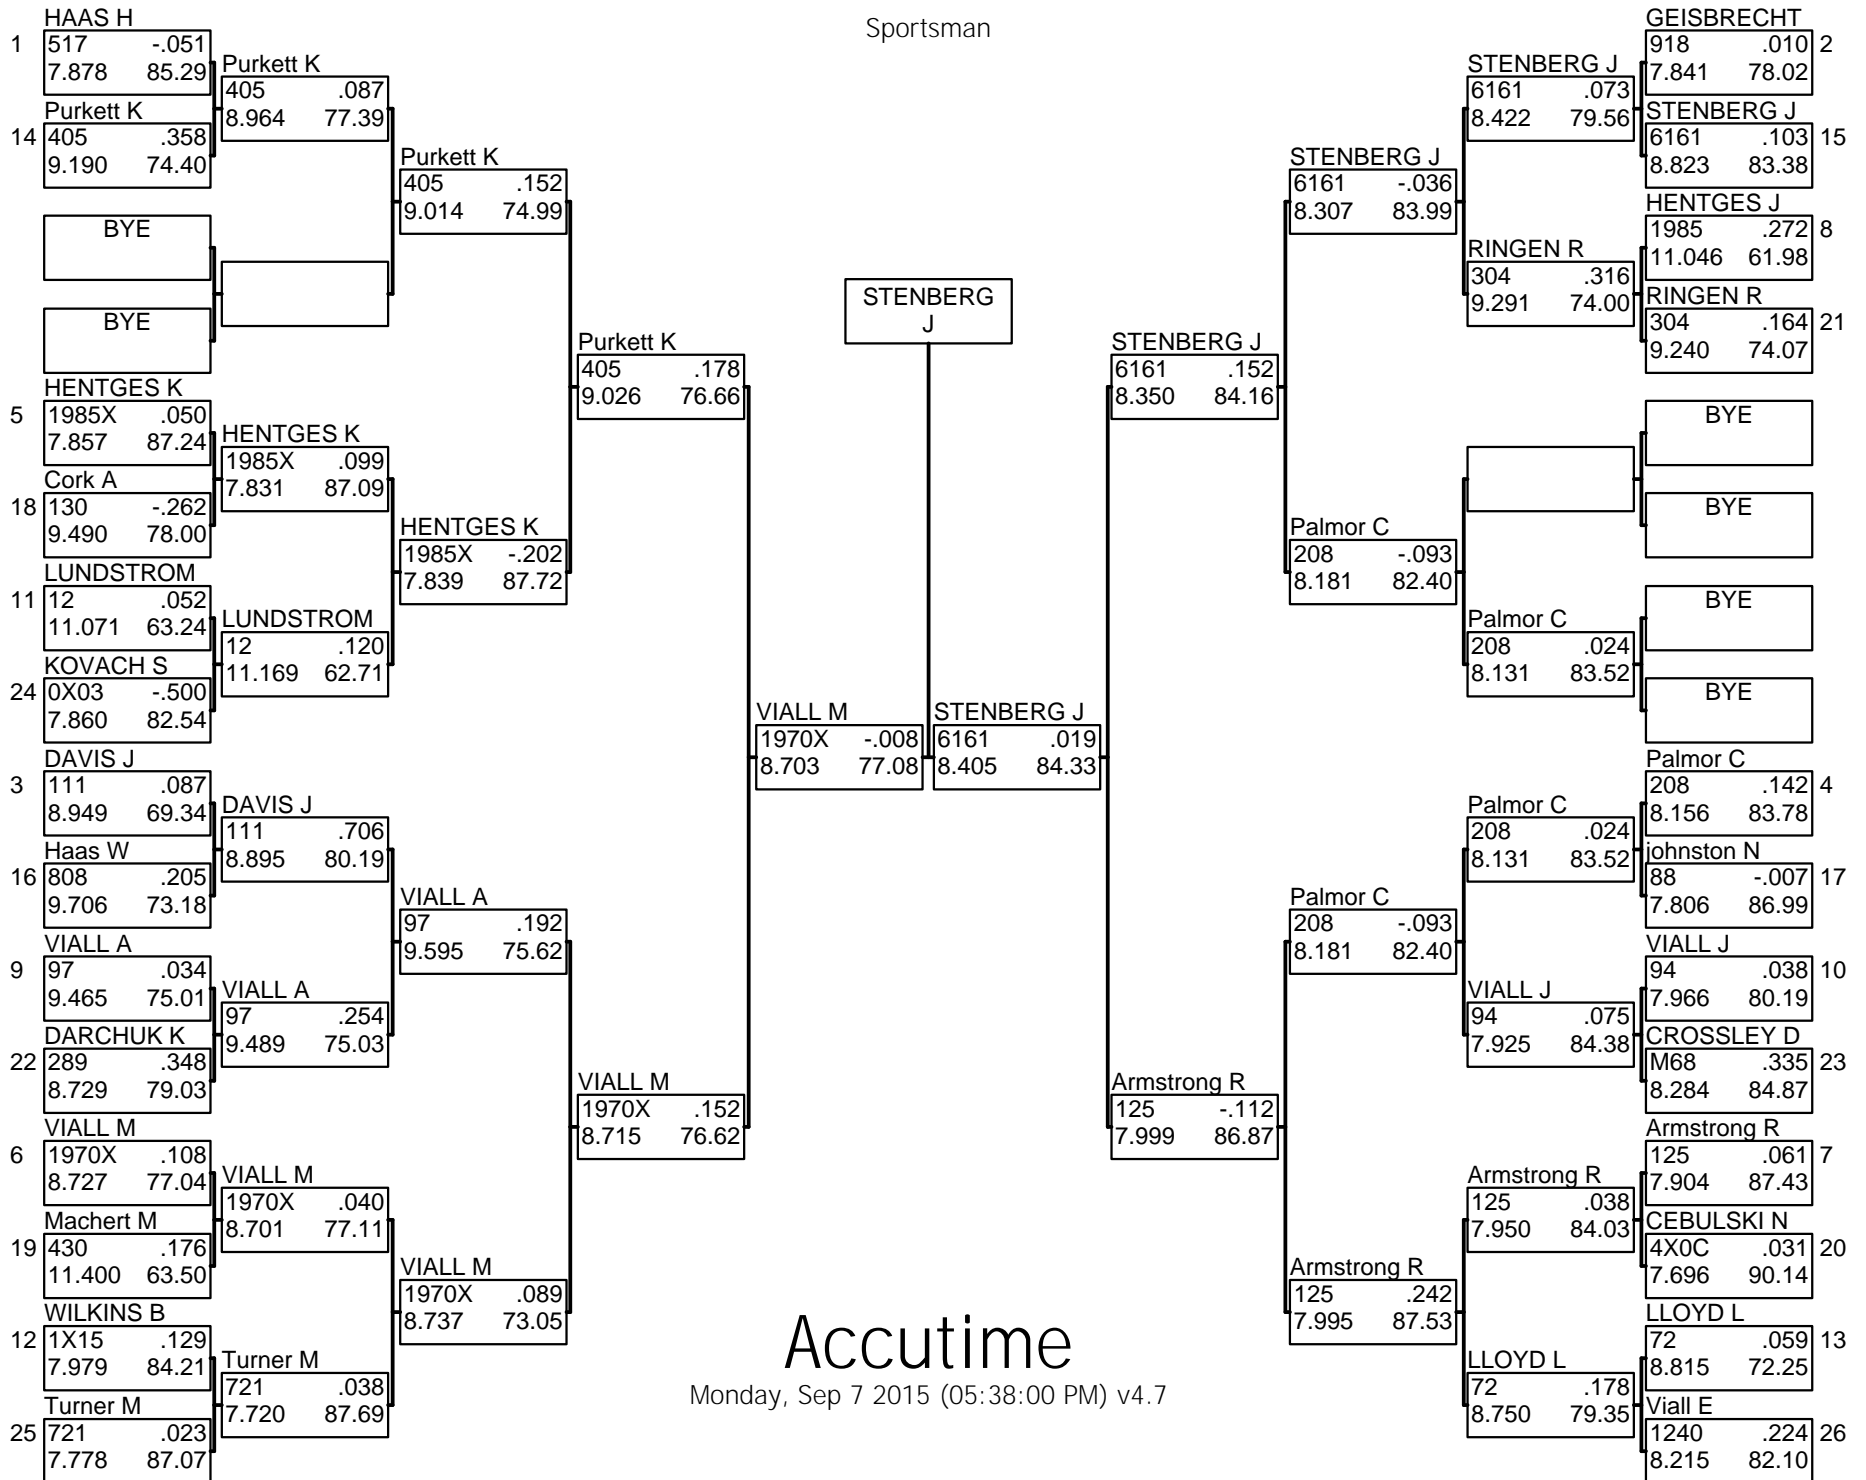 Sportsman
HAAS H
1 517 -.051
7.878 85.29
Purkett K
14 405 .358
9.190 74.40
BYE
BYE
HENTGES K
5 1985X .050
7.857 87.24
Cork A
18 130 -.262
9.490 78.00
LUNDSTROM
11 12 .052
11.071 63.24
KOVACH S
24 0X03 -.500
7.860 82.54
DAVIS J
3 111 .087
8.949 69.34
Haas W
16 808 .205
9.706 73.18
VIALL A
9 97 .034
9.465 75.01
DARCHUK K
22 289 .348
8.729 79.03
VIALL M
6 1970X .108
8.727 77.04
Machert M
19 430 .176
11.400 63.50
WILKINS B
12 1X15 .129
7.979 84.21
Turner M
25 721 .023
7.778 87.07
Purkett K
405 .087
8.964 77.39
HENTGES K
1985X .099
7.831 87.09
LUNDSTROM
12 .120
11.169 62.71
DAVIS J
111 .706
8.895 80.19
VIALL A
97 .254
9.489 75.03
VIALL M
1970X .040
8.701 77.11
Turner M
721 .038
7.720 87.69
Purkett K
405 .152
9.014 74.99
HENTGES K
1985X -.202
7.839 87.72
VIALL A
97 .192
9.595 75.62
VIALL M
1970X .089
8.737 73.05
Purkett K
405 .178
9.026 76.66
VIALL M
1970X .152
8.715 76.62
VIALL M
1970X -.008
8.703 77.08
STENBERG
J
STENBERG J
6161 .019
8.405 84.33
STENBERG J
6161 .152
8.350 84.16
Armstrong R
125 -.112
7.999 86.87
STENBERG J
6161 -.036
8.307 83.99
Palmor C
208 -.093
8.181 82.40
Palmor C
208 -.093
8.181 82.40
Armstrong R
125 .242
7.995 87.53
STENBERG J
6161 .073
8.422 79.56
RINGEN R
304 .316
9.291 74.00
Palmor C
208 .024
8.131 83.52
Palmor C
208 .024
8.131 83.52
VIALL J
94 .075
7.925 84.38
Armstrong R
125 .038
7.950 84.03
LLOYD L
72 .178
8.750 79.35
GEISBRECHT
918 .010 2
7.841 78.02
STENBERG J
6161 .103 15
8.823 83.38
HENTGES J
1985 .272 8
11.046 61.98
RINGEN R
304 .164 21
9.240 74.07
BYE
BYE
BYE
BYE
Palmor C
208 .142 4
8.156 83.78
johnston N
88 -.007 17
7.806 86.99
VIALL J
94 .038 10
7.966 80.19
CROSSLEY D
M68 .335 23
8.284 84.87
Armstrong R
125 .061 7
7.904 87.43
CEBULSKI N
4X0C .031 20
7.696 90.14
LLOYD L
72 .059 13
8.815 72.25
Viall E
1240 .224 26
8.215 82.10
Accutime
Monday, Sep 7 2015 (05:38:00 PM) v4.7